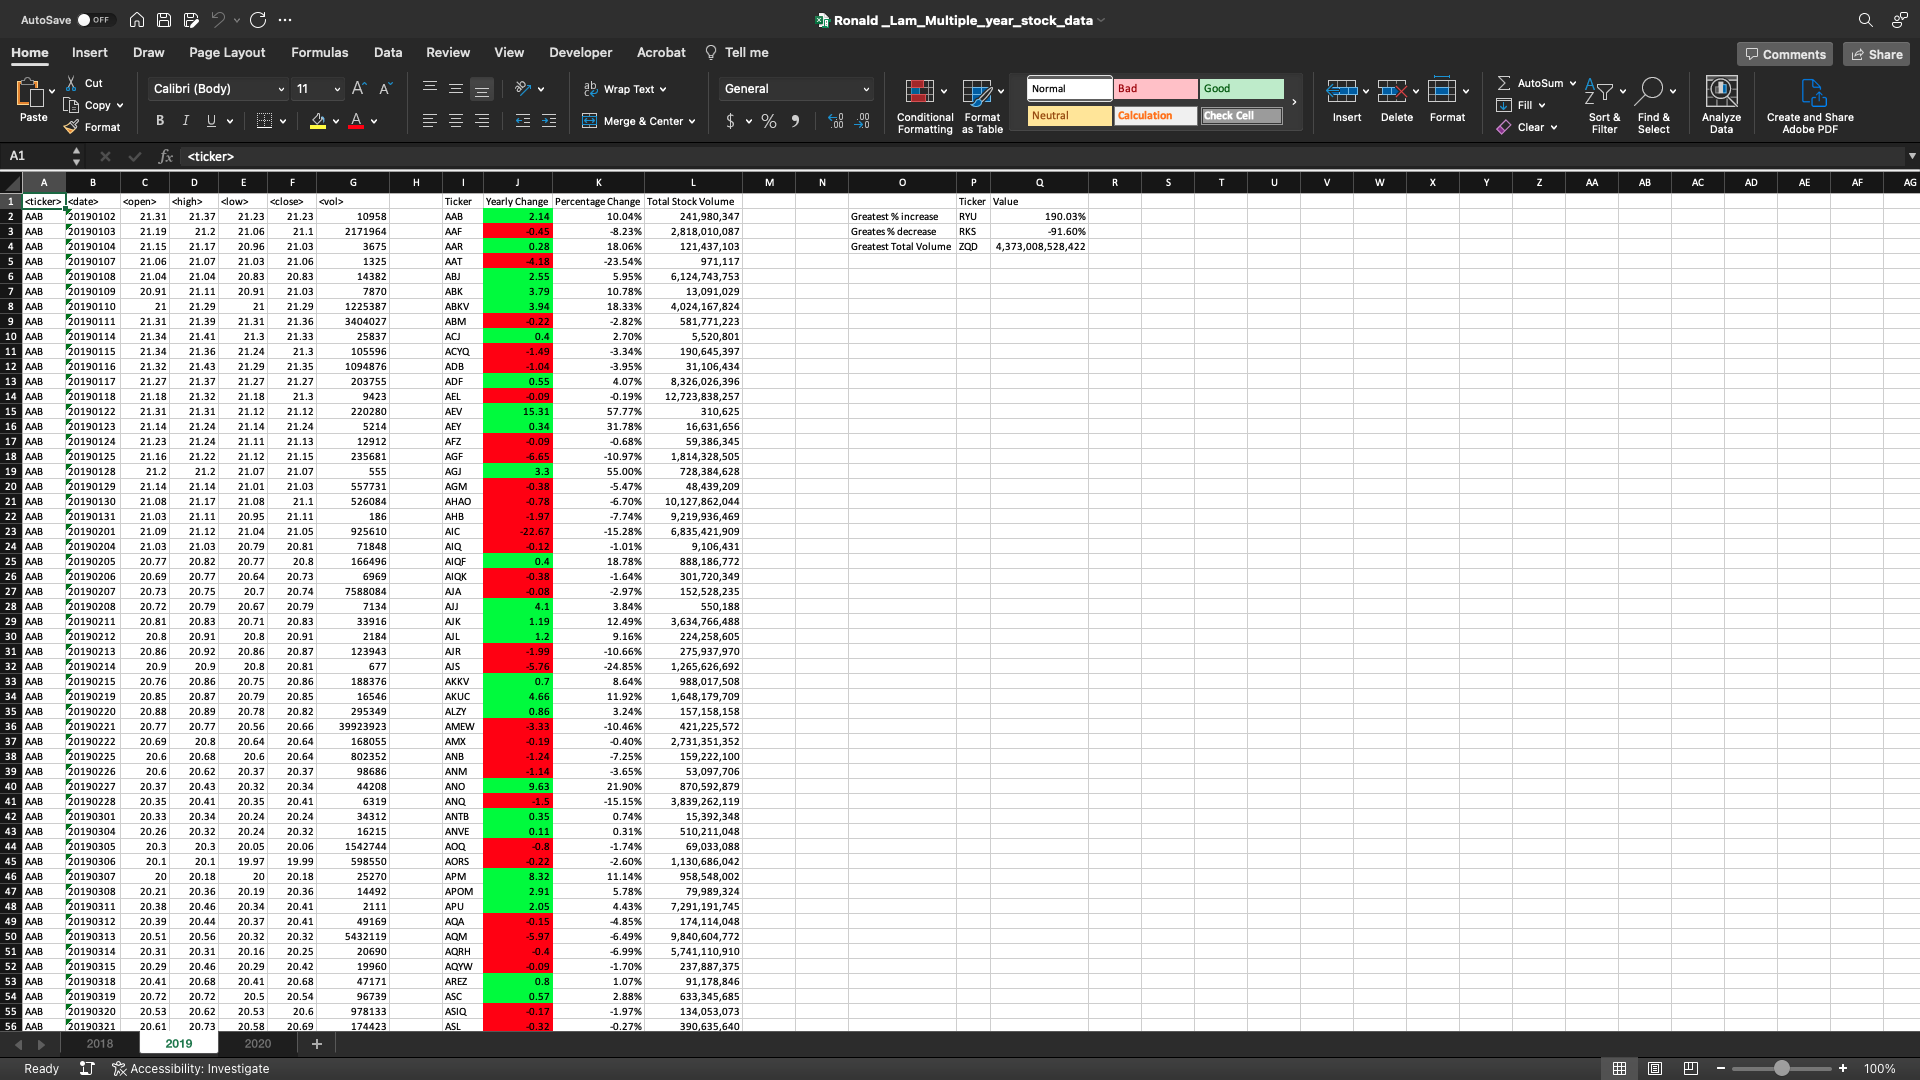 AutoSave OFF Ronald _Lam_Multiple_year_stock_data
Home Insert Draw Page Layout Formulas Data Review View Developer Acrobat Tell me Comments Share
Paste Cut Copy Format
Calibri (Body) 11
B I U A
Wrap Text
Merge & Center
General
$ % 9
Conditional Formatting
Format as Table
Normal Bad Good
Neutral Calculation Check Cell
Insert Delete Format
AutoSum
Fill
Clear
Sort & Filter
Find & Select
Analyze Data
Create and Share Adobe PDF
A1 fx <ticker>
A B C D E F G H I J K L M N O P Q R S T U V W X Y Z AA AB AC AD AE AF AG
1 <ticker> <date> <open> <high> <low> <close> <vol> Ticker Yearly Change Percentage Change Total Stock Volume Ticker Value
2 AAB 20190102 21.31 21.37 21.23 21.23 10958 AAB 2.14 10.04% 241,980,347 Greatest % increase RYU 190.03%
3 AAB 20190103 21.19 21.2 21.06 21.1 2171964 AAF -0.45 -8.23% 2,818,010,087 Greates % decrease RKS -91.60%
4 AAB 20190104 21.15 21.17 20.96 21.03 3675 AAR 0.28 18.06% 121,437,103 Greatest Total Volume ZQD 4,373,008,528,422
5 AAB 20190107 21.06 21.07 21.03 21.06 1325 AAT -4.18 -23.54% 971,117
6 AAB 20190108 21.04 21.04 20.83 20.83 14382 ABJ 2.55 5.95% 6,124,743,753
7 AAB 20190109 20.91 21.11 20.91 21.03 7870 ABK 3.79 10.78% 13,091,029
8 AAB 20190110 21 21.29 21 21.29 1225387 ABKV 3.94 18.33% 4,024,167,824
9 AAB 20190111 21.31 21.39 21.31 21.36 3404027 ABM -0.22 -2.82% 581,771,223
10 AAB 20190114 21.34 21.41 21.3 21.33 25837 ACJ 0.4 2.70% 5,520,801
11 AAB 20190115 21.34 21.36 21.24 21.3 105596 ACYQ -1.49 -3.34% 190,645,397
12 AAB 20190116 21.32 21.43 21.29 21.35 1094876 ADB -1.04 -3.95% 31,106,434
13 AAB 20190117 21.27 21.37 21.27 21.27 203755 ADF 0.55 4.07% 8,326,026,396
14 AAB 20190118 21.18 21.32 21.18 21.3 9423 AEL -0.09 -0.19% 12,723,838,257
15 AAB 20190122 21.31 21.31 21.12 21.12 220280 AEV 15.31 57.77% 310,625
16 AAB 20190123 21.14 21.24 21.14 21.24 5214 AEY 0.34 31.78% 16,631,656
17 AAB 20190124 21.23 21.24 21.11 21.13 12912 AFZ -0.09 -0.68% 59,386,345
18 AAB 20190125 21.16 21.22 21.12 21.15 235681 AGF -6.65 -10.97% 1,814,328,505
19 AAB 20190128 21.2 21.2 21.07 21.07 555 AGJ 3.3 55.00% 728,384,628
20 AAB 20190129 21.14 21.14 21.01 21.03 557731 AGM -0.38 -5.47% 48,439,209
21 AAB 20190130 21.08 21.17 21.08 21.1 526084 AHAO -0.78 -6.70% 10,127,862,044
22 AAB 20190131 21.03 21.11 20.95 21.11 186 AHB -1.97 -7.74% 9,219,936,469
23 AAB 20190201 21.09 21.12 21.04 21.05 925610 AIC -22.67 -15.28% 6,835,421,909
24 AAB 20190204 21.03 21.03 20.79 20.81 71848 AIQ -0.12 -1.01% 9,106,431
25 AAB 20190205 20.77 20.82 20.77 20.8 166496 AIQF 0.4 18.78% 888,186,772
26 AAB 20190206 20.69 20.77 20.64 20.73 6969 AIQK -0.38 -1.64% 301,720,349
27 AAB 20190207 20.73 20.75 20.7 20.74 7588084 AJA -0.08 -2.97% 152,528,235
28 AAB 20190208 20.72 20.79 20.67 20.79 7134 AJJ 4.1 3.84% 550,188
29 AAB 20190211 20.81 20.83 20.71 20.83 33916 AJK 1.19 12.49% 3,634,766,488
30 AAB 20190212 20.8 20.91 20.8 20.91 2184 AJL 1.2 9.16% 224,258,605
31 AAB 20190213 20.86 20.92 20.86 20.87 123943 AJR -1.99 -10.66% 275,937,970
32 AAB 20190214 20.9 20.9 20.8 20.81 677 AJS -5.76 -24.85% 1,265,626,692
33 AAB 20190215 20.76 20.86 20.75 20.86 188376 AKKV 0.7 8.64% 988,017,508
34 AAB 20190219 20.85 20.87 20.79 20.85 16546 AKUC 4.66 11.92% 1,648,179,709
35 AAB 20190220 20.88 20.89 20.78 20.82 295349 ALZY 0.86 3.24% 157,158,158
36 AAB 20190221 20.77 20.77 20.56 20.66 39923923 AMEW -3.33 -10.46% 421,225,572
37 AAB 20190222 20.69 20.8 20.64 20.64 168055 AMX -0.19 -0.40% 2,731,351,352
38 AAB 20190225 20.6 20.68 20.6 20.64 802352 ANB -1.24 -7.25% 159,222,100
39 AAB 20190226 20.6 20.62 20.37 20.37 98686 ANM -1.14 -3.65% 53,097,706
40 AAB 20190227 20.37 20.43 20.32 20.34 44208 ANO 9.63 21.90% 870,592,879
41 AAB 20190228 20.35 20.41 20.35 20.41 6319 ANQ -1.5 -15.15% 3,839,262,119
42 AAB 20190301 20.33 20.34 20.24 20.24 34312 ANTB 0.35 0.74% 15,392,348
43 AAB 20190304 20.26 20.32 20.24 20.32 16215 ANVE 0.11 0.31% 510,211,048
44 AAB 20190305 20.3 20.3 20.05 20.06 1542744 AOQ -0.8 -1.74% 69,033,088
45 AAB 20190306 20.1 20.1 19.97 19.99 598550 AORS -0.22 -2.60% 1,130,686,042
46 AAB 20190307 20 20.18 20 20.18 25270 APM 8.32 11.14% 958,548,002
47 AAB 20190308 20.21 20.36 20.19 20.36 14492 APOM 2.91 5.78% 79,989,324
48 AAB 20190311 20.38 20.46 20.34 20.41 2111 APU 2.05 4.43% 7,291,191,745
49 AAB 20190312 20.39 20.44 20.37 20.41 49169 AQA -0.15 -4.85% 174,114,048
50 AAB 20190313 20.51 20.56 20.32 20.32 5432119 AQM -5.97 -6.49% 9,840,604,772
51 AAB 20190314 20.31 20.31 20.16 20.25 20690 AQRH -0.4 -6.99% 5,741,110,910
52 AAB 20190315 20.29 20.46 20.29 20.42 19960 AQYW -0.09 -1.70% 237,887,375
53 AAB 20190318 20.41 20.68 20.41 20.68 47171 AREZ 0.8 1.07% 91,178,846
54 AAB 20190319 20.72 20.72 20.5 20.54 96739 ASC 0.57 2.88% 633,345,685
55 AAB 20190320 20.53 20.62 20.53 20.6 978133 ASIQ -0.17 -1.97% 134,053,073
56 AAB 20190321 20.61 20.73 20.58 20.69 174423 ASL -0.32 -0.27% 390,635,640
2018 2019 2020 +
Ready Accessibility: Investigate 100%